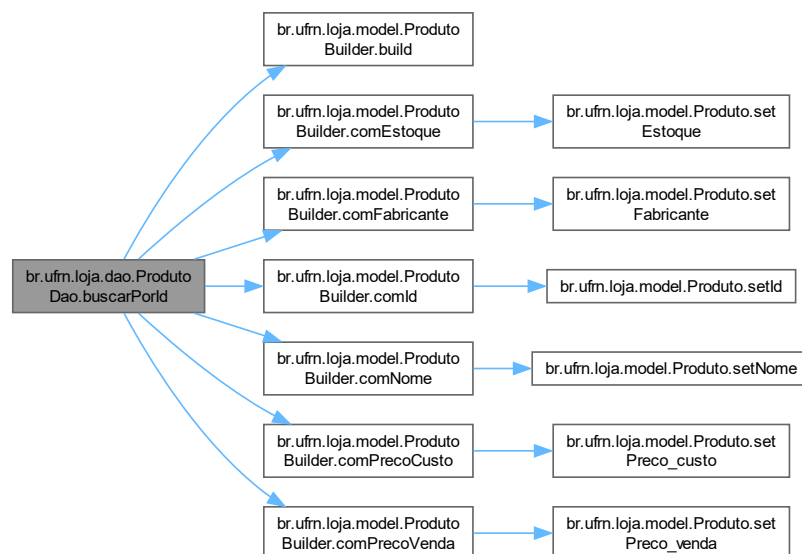 br.ufrn.loja.model.Produto
Builder.build
br.ufrn.loja.model.Produto
Builder.comEstoque
br.ufrn.loja.model.Produto.set
Estoque
br.ufrn.loja.model.Produto
Builder.comFabricante
br.ufrn.loja.model.Produto.set
Fabricante
br.ufrn.loja.dao.Produto
Dao.buscarPorId
br.ufrn.loja.model.Produto
Builder.comId
br.ufrn.loja.model.Produto.setId
br.ufrn.loja.model.Produto
Builder.comNome
br.ufrn.loja.model.Produto.setNome
br.ufrn.loja.model.Produto
Builder.comPrecoCusto
br.ufrn.loja.model.Produto.set
Preco_custo
br.ufrn.loja.model.Produto
Builder.comPrecoVenda
br.ufrn.loja.model.Produto.set
Preco_venda